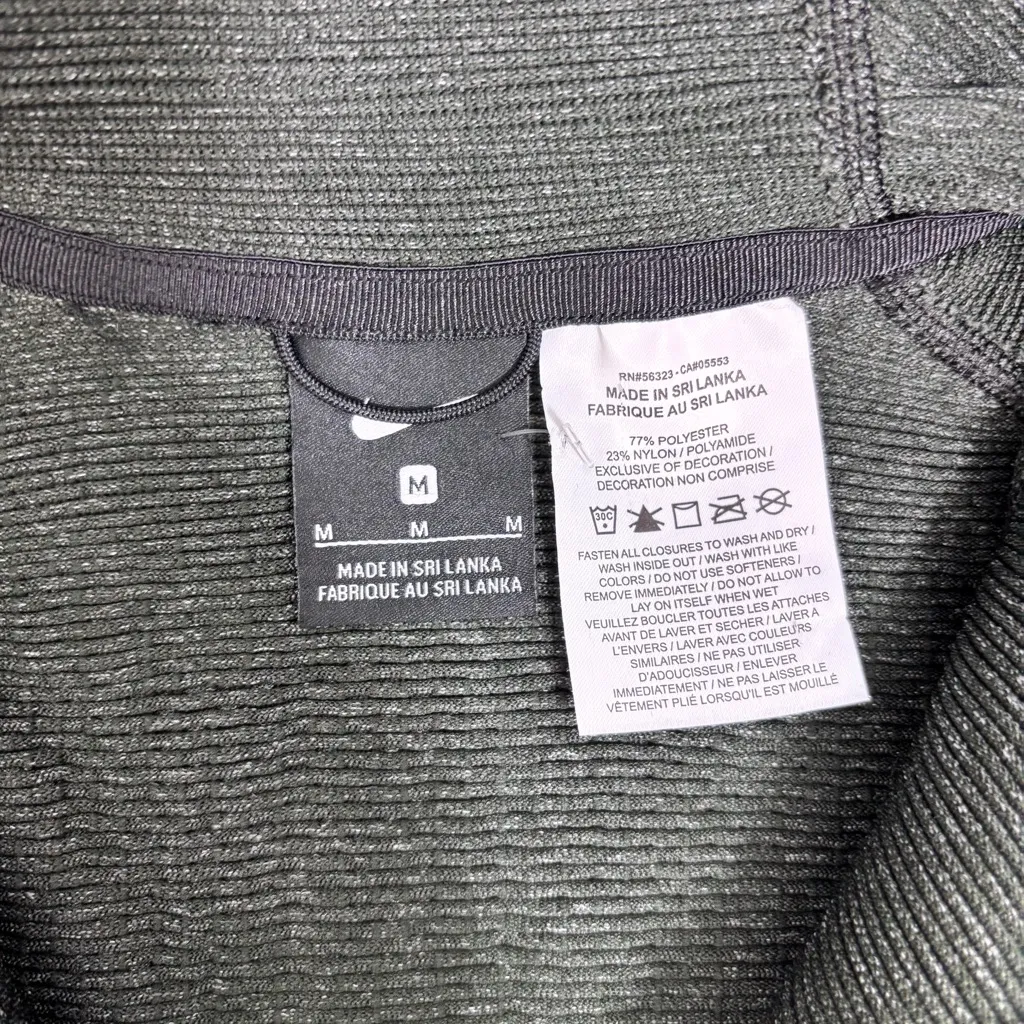 M
M M M
MADE IN SRI LANKA
FABRIQUE AU SRI LANKA
RN#56323 - CA#05553
MADE IN SRI LANKA
FABRIQUE AU SRI LANKA
77% POLYESTER
23% NYLON / POLYAMIDE
EXCLUSIVE OF DECORATION /
DECORATION NON COMPRISE
30C
FASTEN ALL CLOSURES TO WASH AND DRY /
WASH INSIDE OUT / WASH WITH LIKE
COLORS / DO NOT USE SOFTENERS /
REMOVE IMMEDIATELY / DO NOT ALLOW TO
LAY ON ITSELF WHEN WET
VEUILLEZ BOUCLER TOUTES LES ATTACHES
AVANT DE LAVER ET SECHER / LAVER A
L'ENVERS / LAVER AVEC COULEURS
SIMILAIRES / NE PAS UTILISER
D'ADOUCISSEUR / ENLEVER
IMMEDIATEMENT / NE PAS LAISSER LE
VÊTEMENT PLIÉ LORSQU'IL EST MOUILLÉ